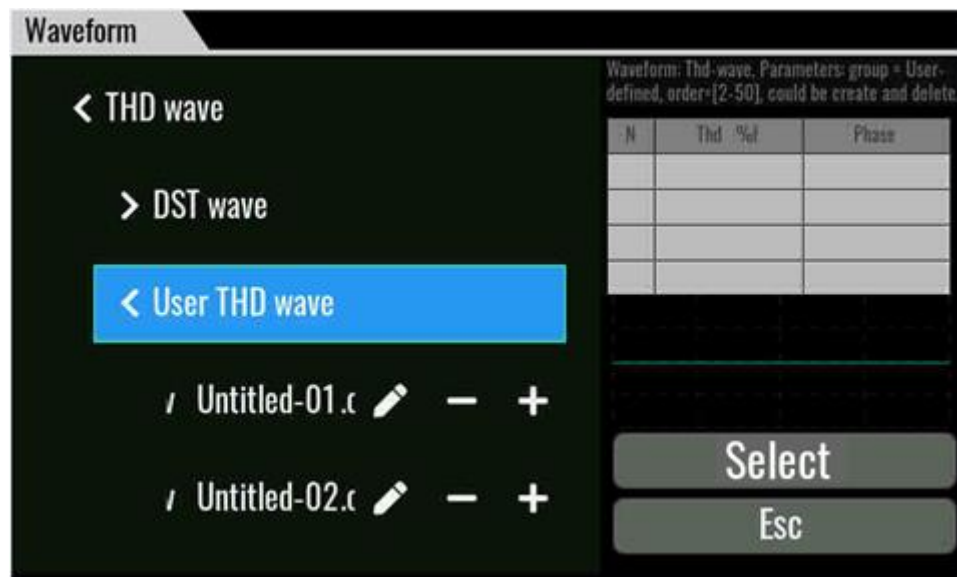 Waveform
THD wave
DST wave
User THD wave
Untitled-01.c
Untitled-02.c
Waveform: Thd-wave, Parameters: group = User-
defined, order=[2-50], could be create and delete
N Thd %f Phase
Select
Esc